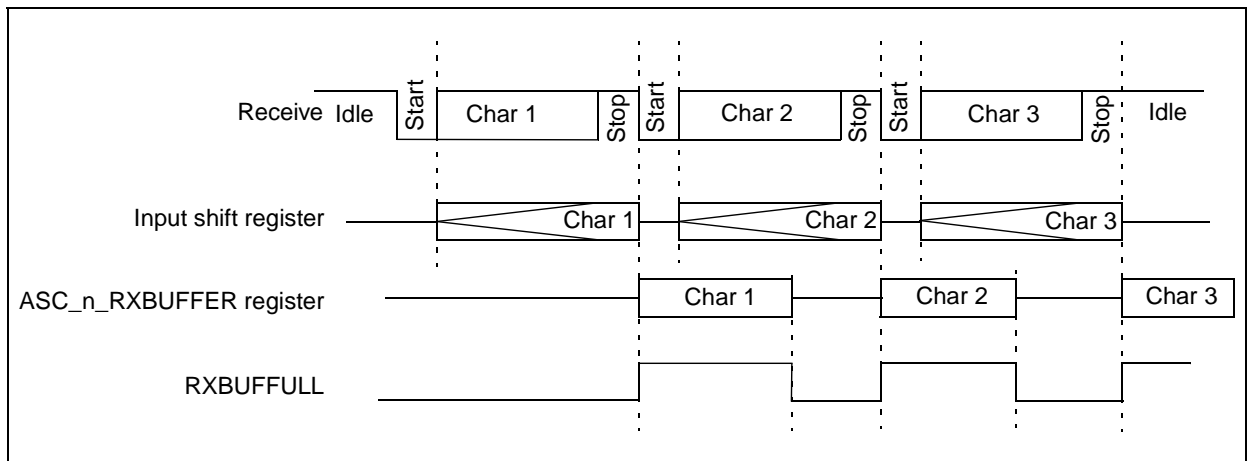 Receive Idle Start Char 1 Stop Start Char 2 Stop Start Char 3 Stop Idle
Input shift register Char 1 Char 2 Char 3
ASC_n_RXBUFFER register Char 1 Char 2 Char 3
RXBUFFULL